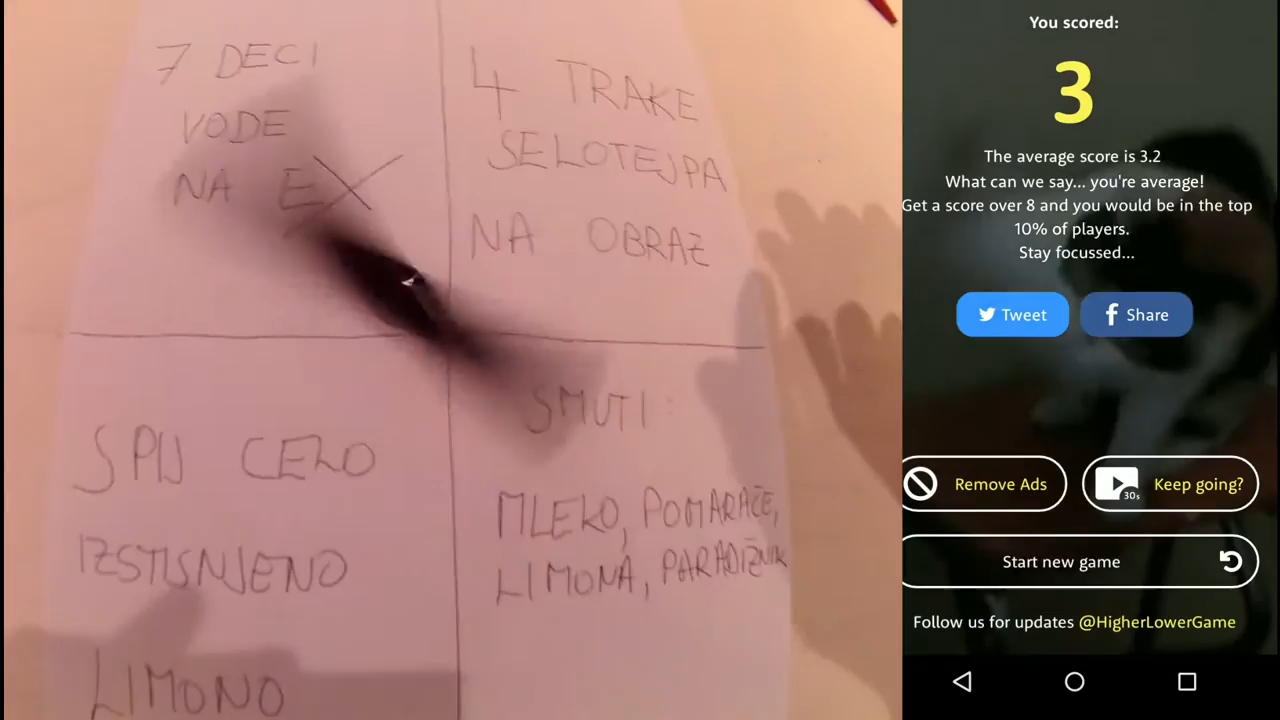 7 DECI
VODE
NA EX
4 TRAKE
SELOTEJPA
NA OBRAZ
SPIJ CELO
IZSTISNJENO
LIMONO
SMUTI:
MLEKO, POMARAČE,
LIMONA, PARADIŽNIK
You scored:
3
The average score is 3.2
What can we say... you're average!
Get a score over 8 and you would be in the top
10% of players.
Stay focussed...
Tweet
Share
Remove Ads
30s
Keep going?
Start new game
Follow us for updates @HigherLowerGame